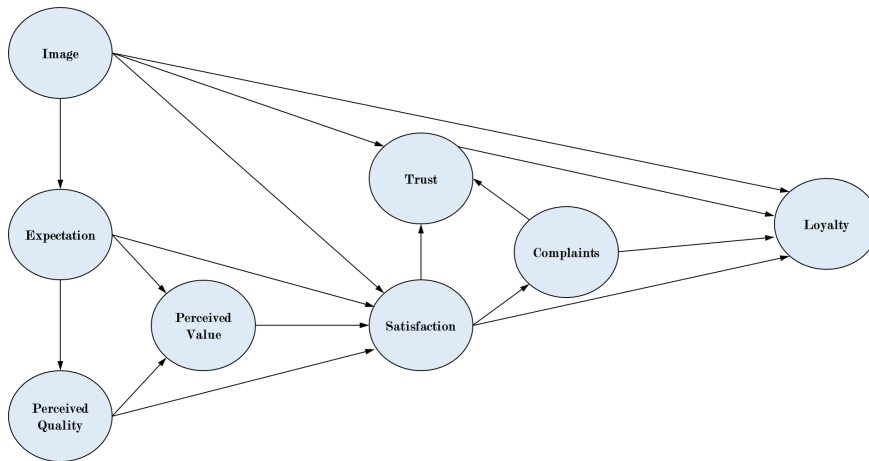 Image
Trust
Loyalty
Expectation
Complaints
Perceived
Value
Satisfaction
Perceived
Quality